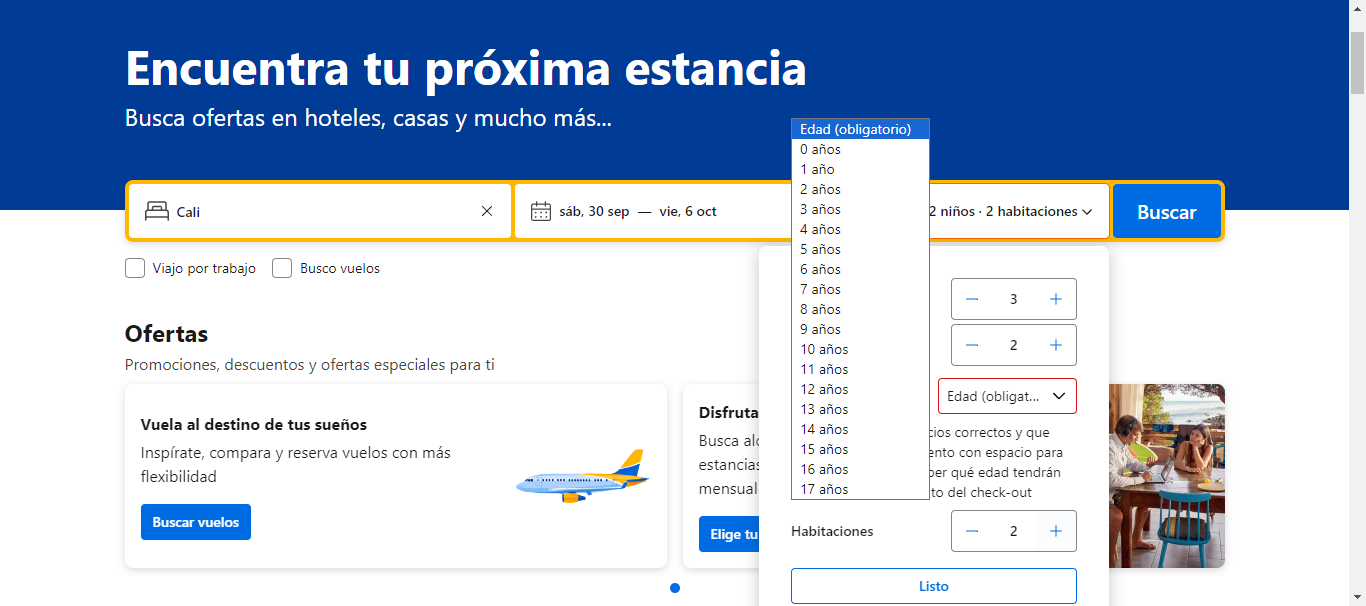 Encuentra tu próxima estancia
Busca ofertas en hoteles, casas y mucho más...
Cali
sáb, 30 sep — vie, 6 oct
2 niños · 2 habitaciones
Buscar
Viajo por trabajo
Busco vuelos
Edad (obligatorio)
0 años
1 año
2 años
3 años
4 años
5 años
6 años
7 años
8 años
9 años
10 años
11 años
12 años
13 años
14 años
15 años
16 años
17 años
3
2
Edad (obligat...
cios correctos y que
ento con espacio para
ber qué edad tendrán
to del check-out
Habitaciones
2
Listo
Ofertas
Promociones, descuentos y ofertas especiales para ti
Vuela al destino de tus sueños
Inspírate, compara y reserva vuelos con más
flexibilidad
Buscar vuelos
Disfruta
Busca
estancias
mensual
Elige tu